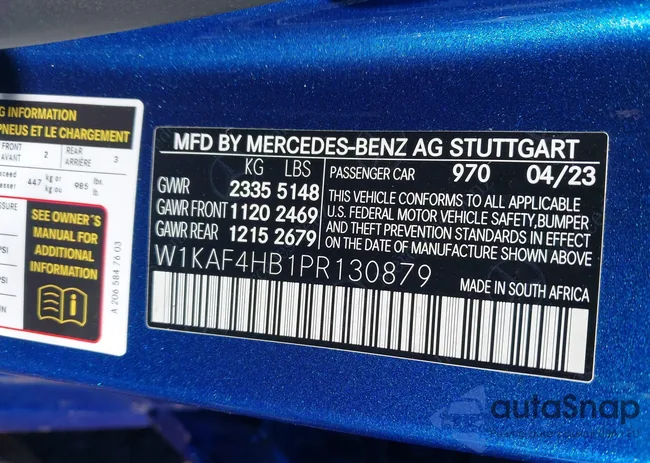 G INFORMATION
PNEUS ET LE CHARGEMENT
FRONT
AVANT
2
REAR
ARRIÈRE
3
xceed
447
kg or
kg ou
985
lb.
SSURE
SEE OWNER'S
MANUAL FOR
ADDITIONAL
INFORMATION
A 206 584 76 03
MFD BY MERCEDES-BENZ AG STUTTGART
KG LBS
GVWR 2335 5148
GAWR FRONT 1120 2469
GAWR REAR 1215 2679
PASSENGER CAR 970 04/23
THIS VEHICLE CONFORMS TO ALL APPLICABLE
U.S. FEDERAL MOTOR VEHICLE SAFETY, BUMPER
AND THEFT PREVENTION STANDARDS IN EFFECT
ON THE DATE OF MANUFACTURE SHOWN ABOVE
W1KAF4HB1PR130879
MADE IN SOUTH AFRICA
autoSnap